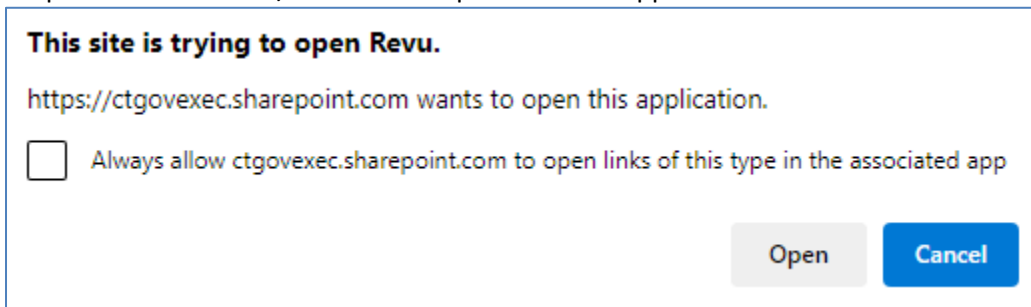 This site is trying to open Revu.
https://ctgovexec.sharepoint.com wants to open this application.
Always allow ctgovexec.sharepoint.com to open links of this type in the associated app
Open Cancel